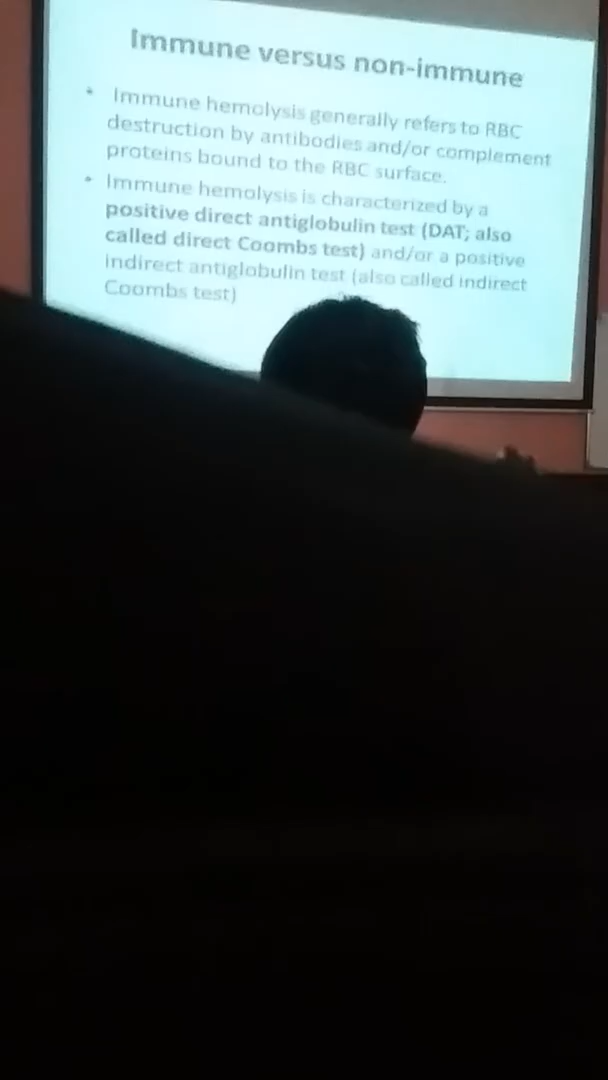 Immune versus non-immune
• Immune hemolysis generally refers to RBC
destruction by antibodies and/or complement
proteins bound to the RBC surface.
• Immune hemolysis is characterized by a
positive direct antiglobulin test (DAT; also
called direct Coombs test) and/or a positive
indirect antiglobulin test (also called indirect
Coombs test)